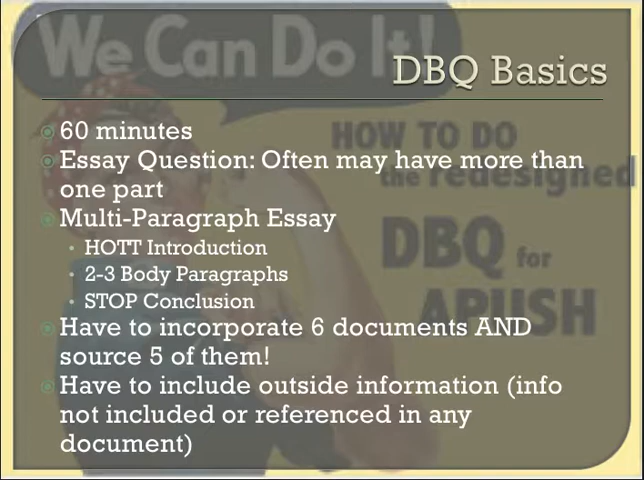 We Can Do It!
DBQ Basics
60 minutes
HOW TO DO
Essay Question: Often may have more than
the redesigned
one part
Multi-Paragraph Essay
DBQ for
APUSH
HOTT Introduction
2-3 Body Paragraphs
STOP Conclusion
Have to incorporate 6 documents AND
source 5 of them!
Have to include outside information (info
not included or referenced in any
document)